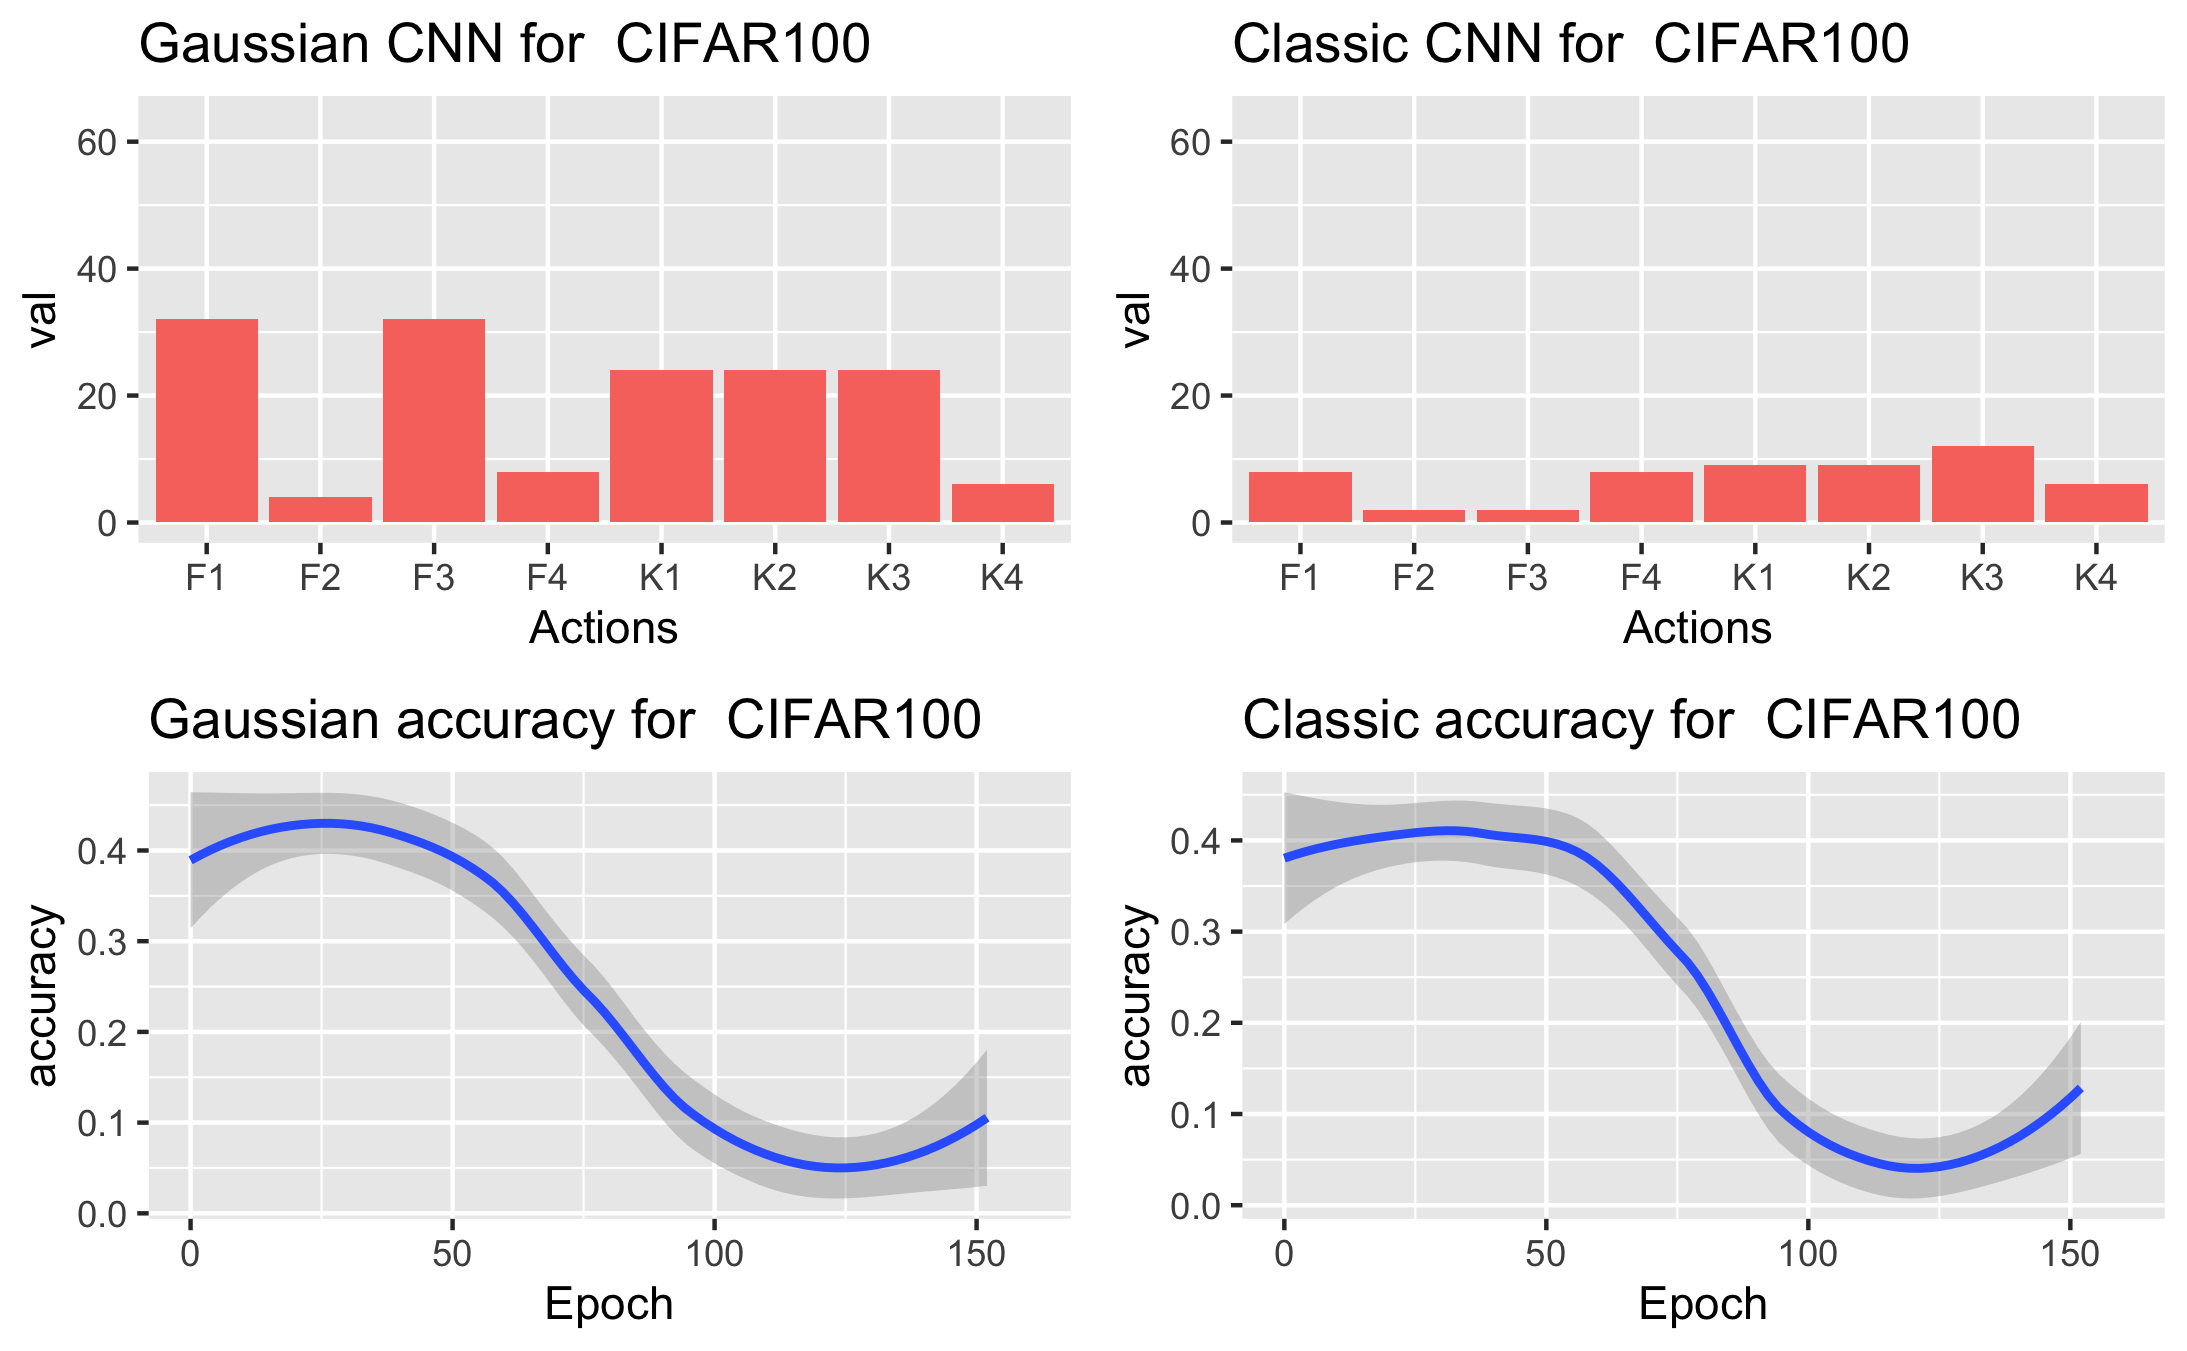 Gaussian CNN for  CIFAR100
60
40
20
0
val
F1 F2 F3 F4 K1 K2 K3 K4
Actions
Classic CNN for  CIFAR100
60
40
20
0
val
F1 F2 F3 F4 K1 K2 K3 K4
Actions
Gaussian accuracy for  CIFAR100
0.4
0.3
0.2
0.1
0.0
accuracy
0 50 100 150
Epoch
Classic accuracy for  CIFAR100
0.4
0.3
0.2
0.1
0.0
accuracy
0 50 100 150
Epoch